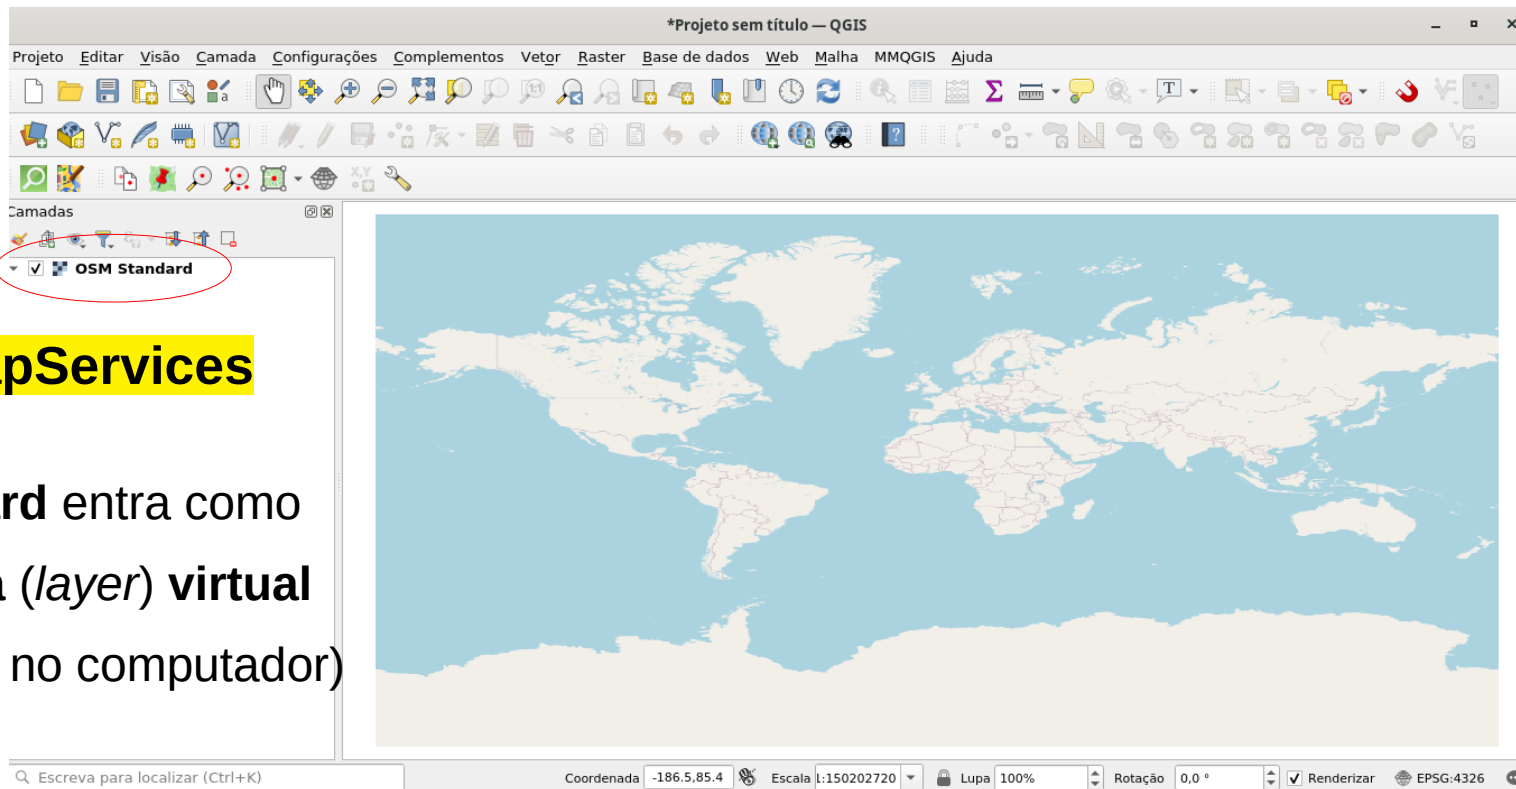 *Projeto sem título — QGIS
Projeto Editar Visão Camada Configurações Complementos Vetor Raster Base de dados Web Malha MMQGIS Ajuda
Camadas
OSM Standard
apServices
rd entra como
a (layer) virtual
no computador)
Escreva para localizar (Ctrl+K) Coordenada -186.5,85.4 Escala 1:150202720 Lupa 100% Rotação 0,0 ° Renderizar EPSG:4326